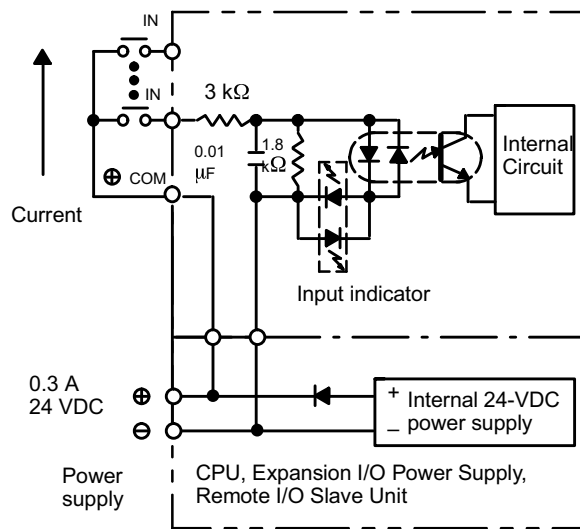 IN
IN
3 kΩ
0.01
μF
1.8
kΩ
Internal
Circuit
⊕ COM
Current
Input indicator
0.3 A
24 VDC
⊕
⊖
+ Internal 24-VDC
– power supply
Power
supply
CPU, Expansion I/O Power Supply,
Remote I/O Slave Unit